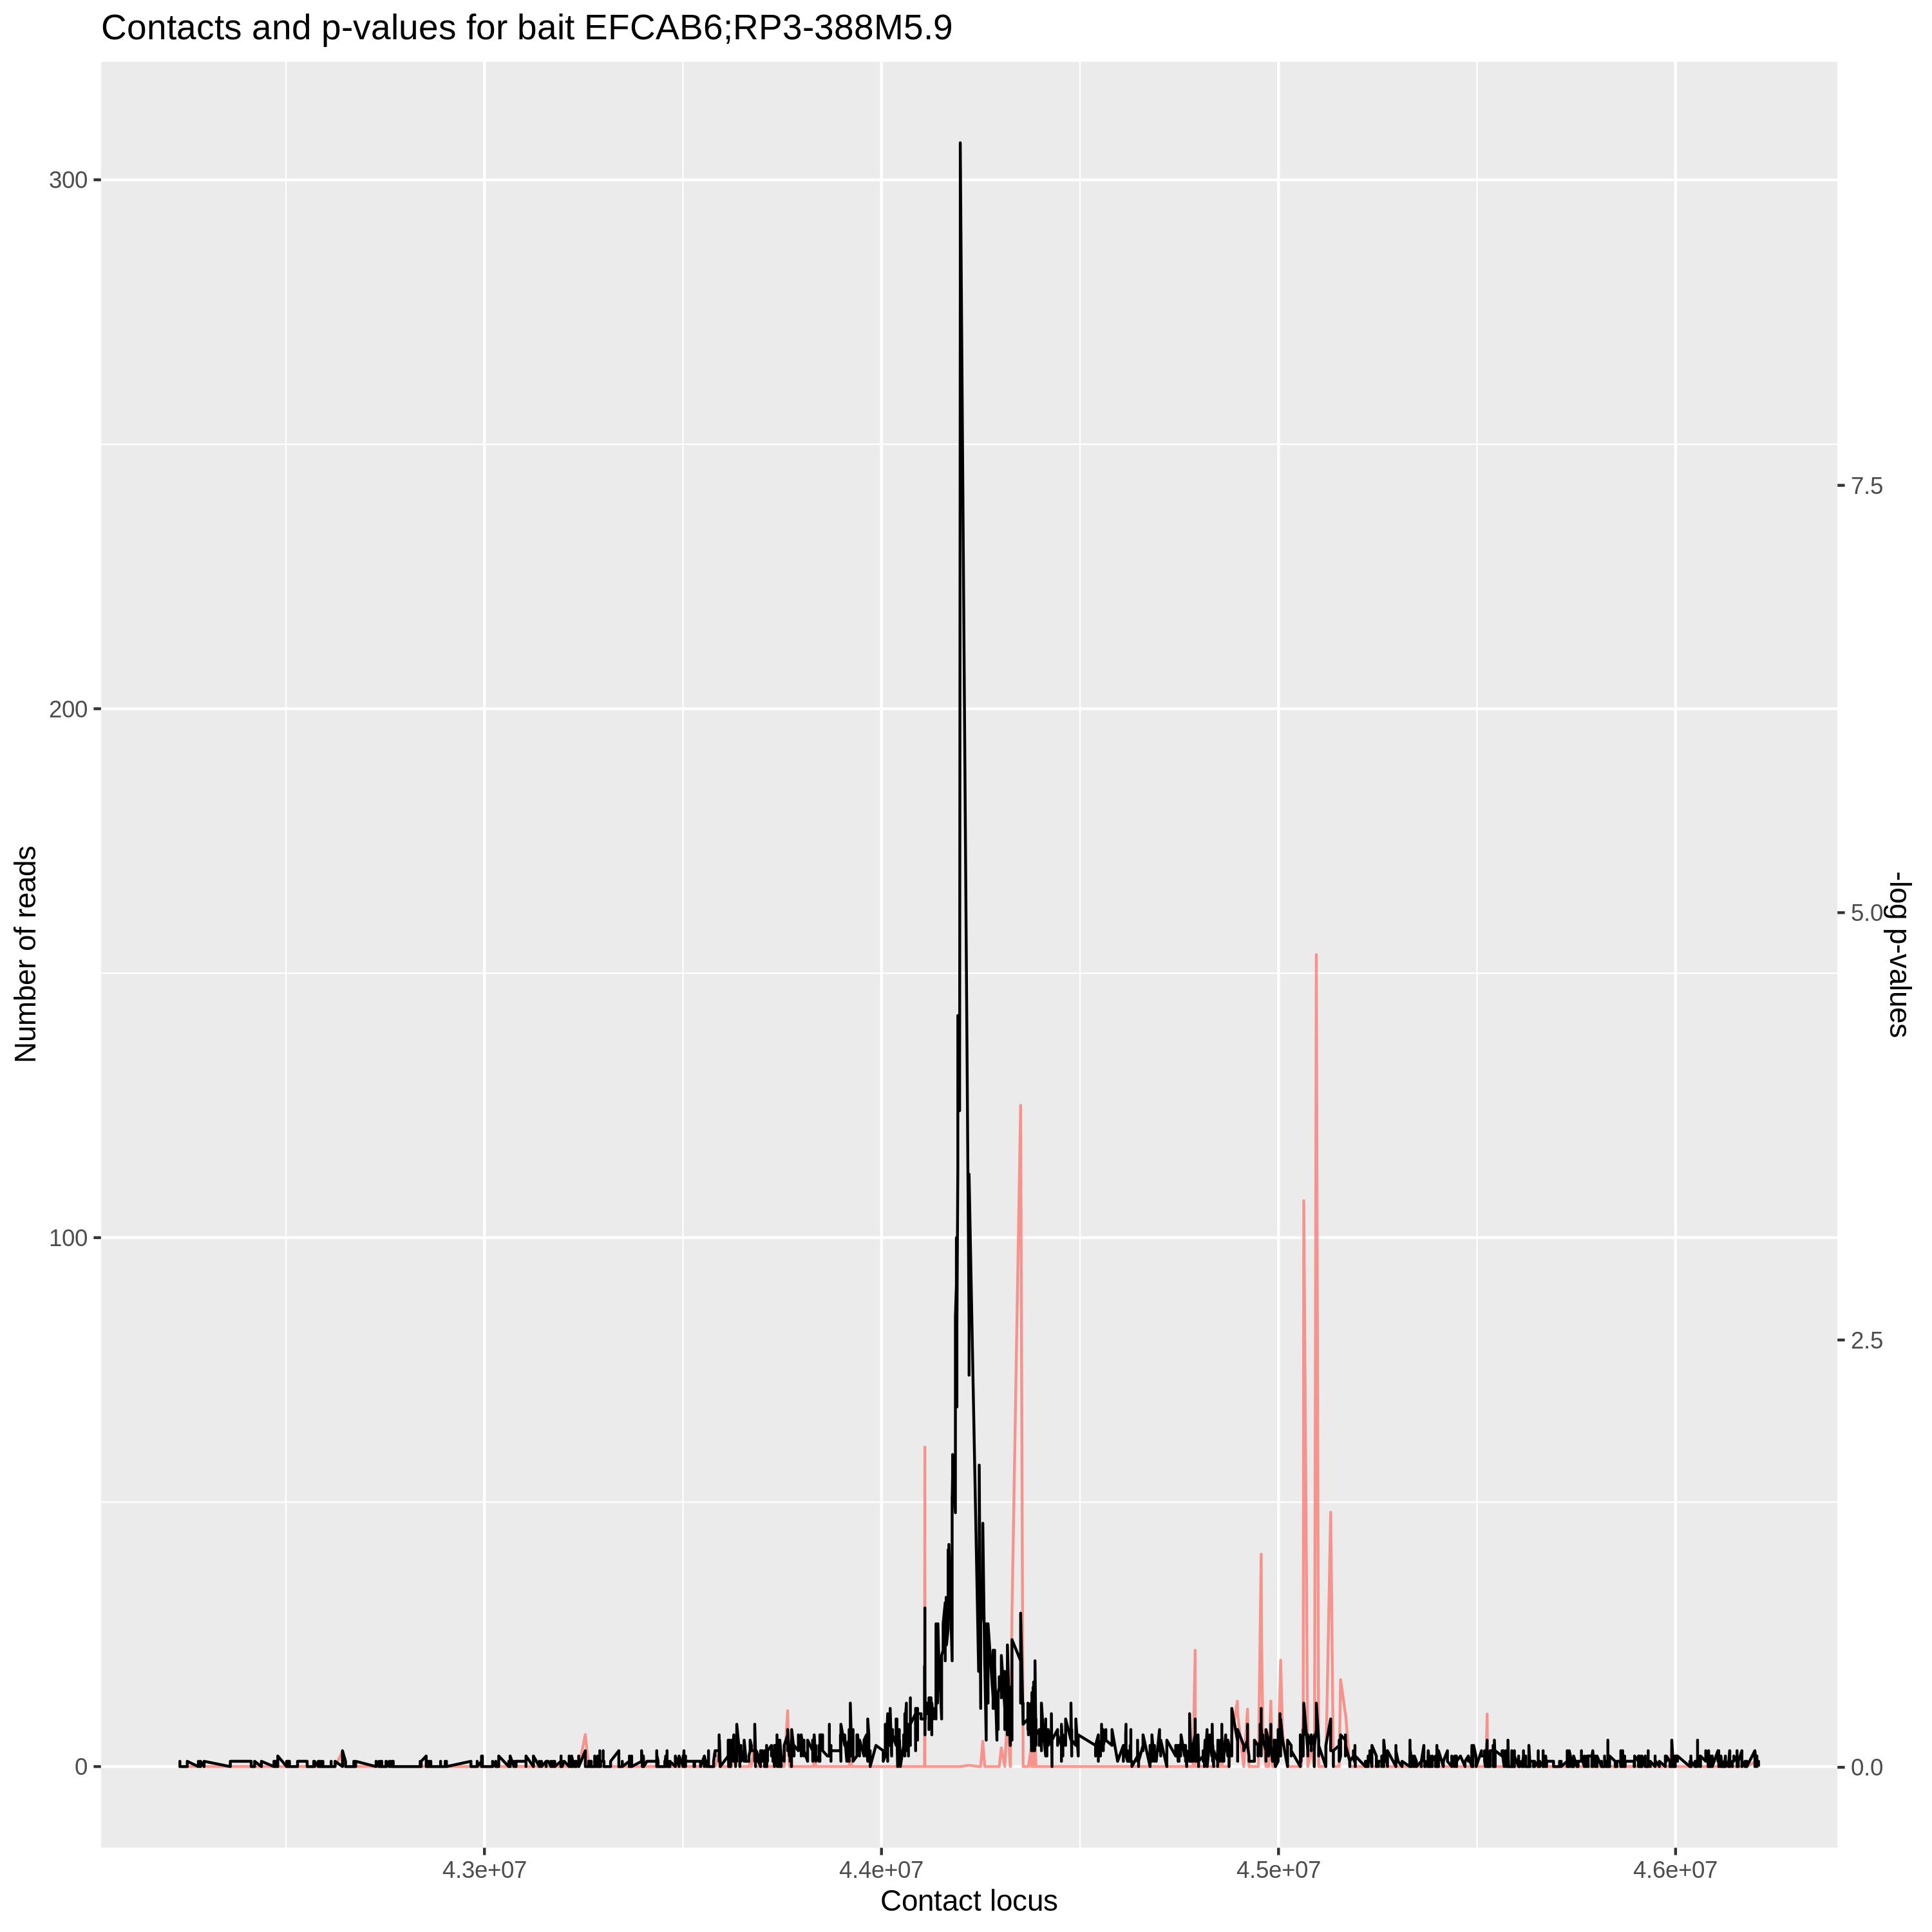 Contacts and p-values for bait EFCAB6;RP3-388M5.9
300
200
100
0
Number of reads
7.5
5.0
2.5
0.0
-log p-values
4.3e+07
4.4e+07
4.5e+07
4.6e+07
Contact locus